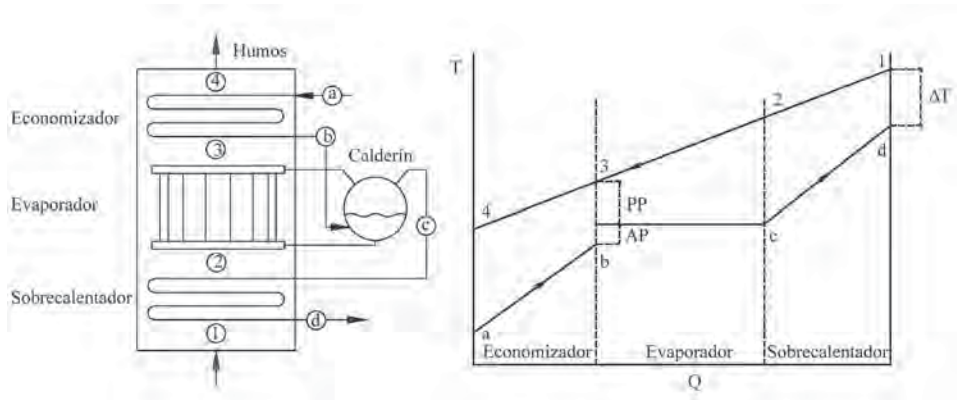 Humos
4
a
Economizador
b
3
Calderín
Evaporador
c
2
Sobrecalentador
d
1
T
1
ΔT
2
d
3
PP
4
AP
c
b
a
Economizador
Evaporador
Sobrecalentador
Q